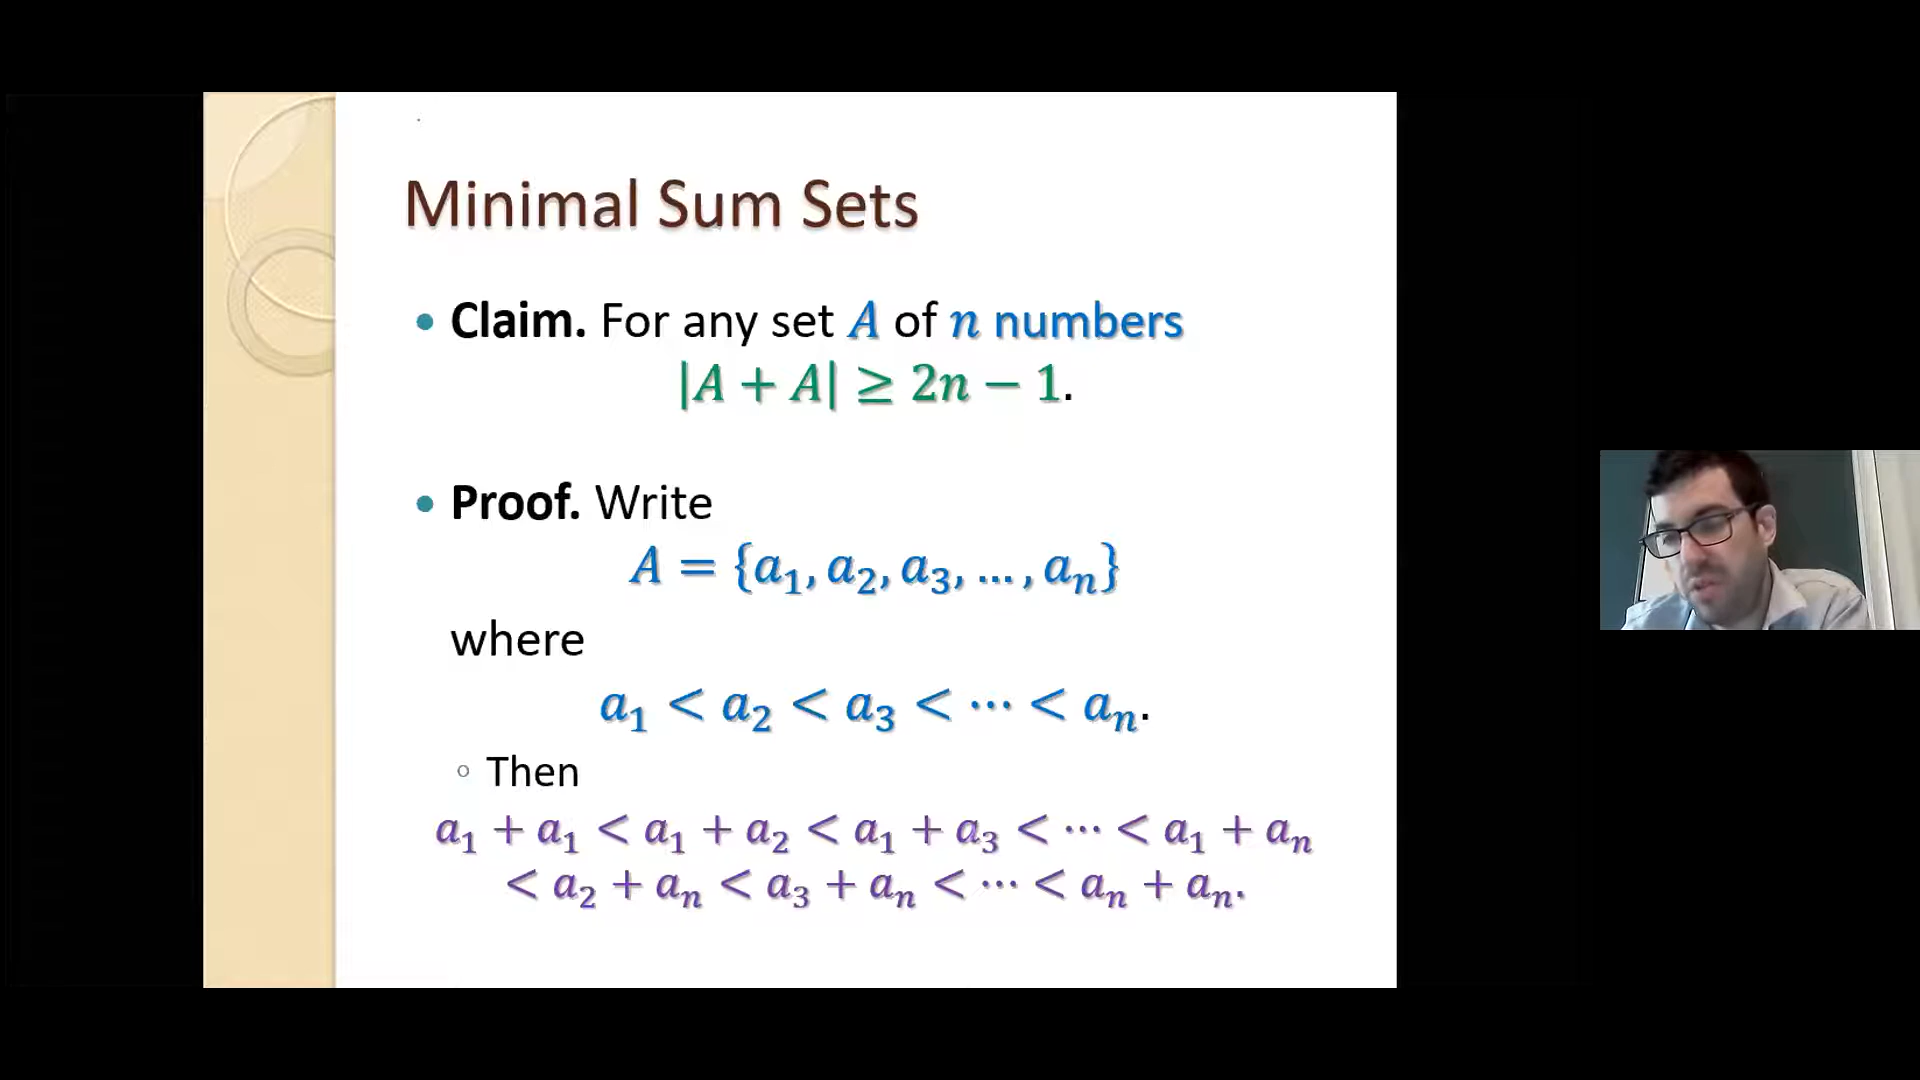 Minimal Sum Sets
• Claim. For any set A of n numbers
|A + A| ≥ 2n − 1.
• Proof. Write
A = {a₁, a₂, a₃, … , aₙ}
where
a₁ < a₂ < a₃ < ⋯ < aₙ.
◦ Then
a₁ + a₁ < a₁ + a₂ < a₁ + a₃ < ⋯ < a₁ + aₙ
< a₂ + aₙ < a₃ + aₙ < ⋯ < aₙ + aₙ.